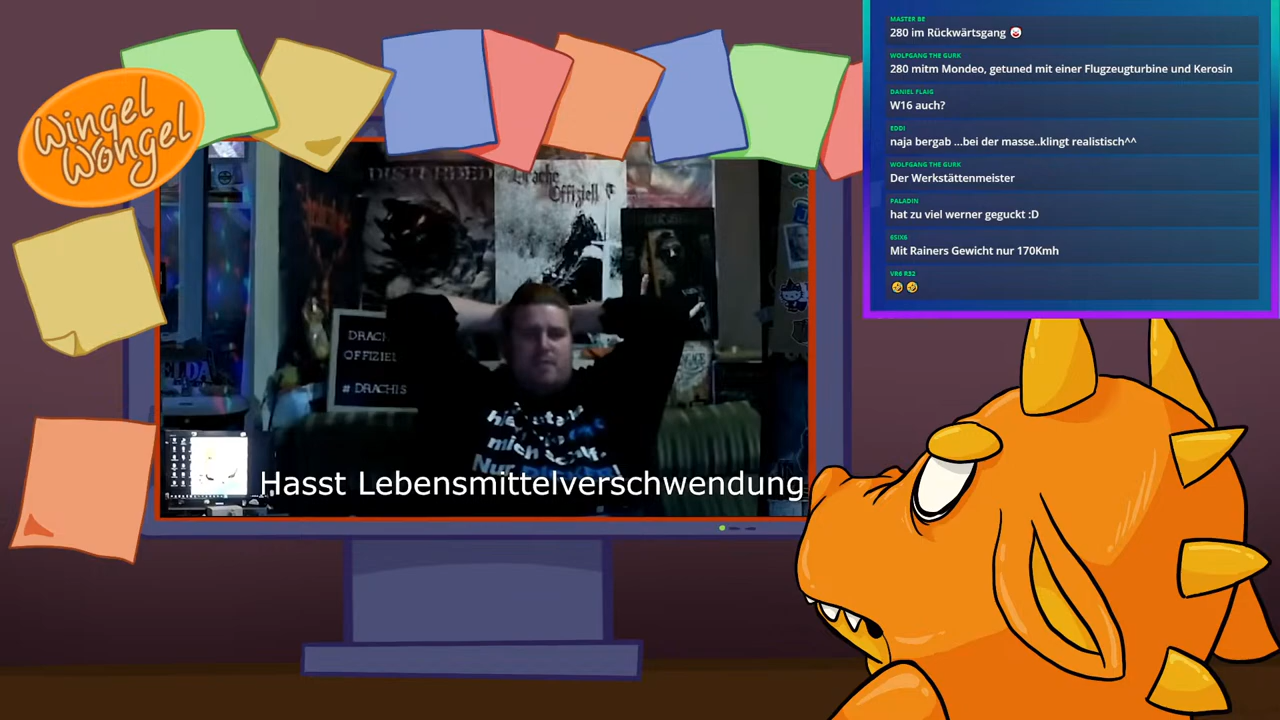 Wingel
Wongel
DISTURBED
Drache
Offiziell
DRACH
OFFIZIEL
# DRACHIS
ELDA
mich
Nur
Hasst Lebensmittelverschwendung
MASTER BE
280 im Rückwärtsgang 🤡
WOLFGANG THE GURK
280 mitm Mondeo, getuned mit einer Flugzeugturbine und Kerosin
DANIEL FLAIG
W16 auch?
EDDI
naja bergab ...bei der masse..klingt realistisch^^
WOLFGANG THE GURK
Der Werkstättenmeister
PALADIN
hat zu viel werner geguckt :D
6SIX6
Mit Rainers Gewicht nur 170Kmh
VR6 R32
🤣 🤣